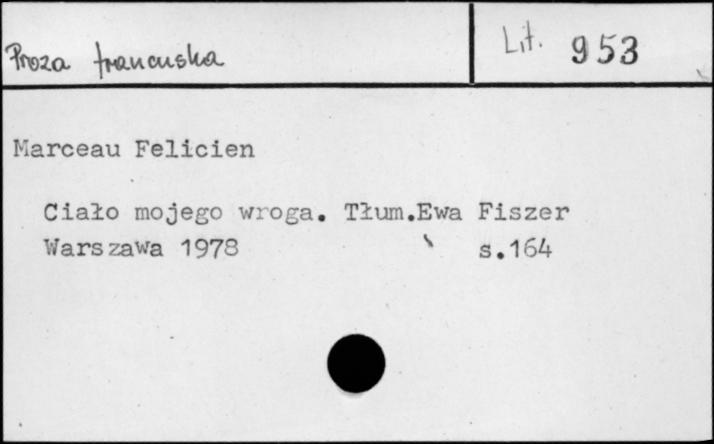 Proza francuska
Lit. 953
Marceau Felicien
Ciało mojego wroga. Tłum.Ewa Fiszer
Warszawa 1978 s.164